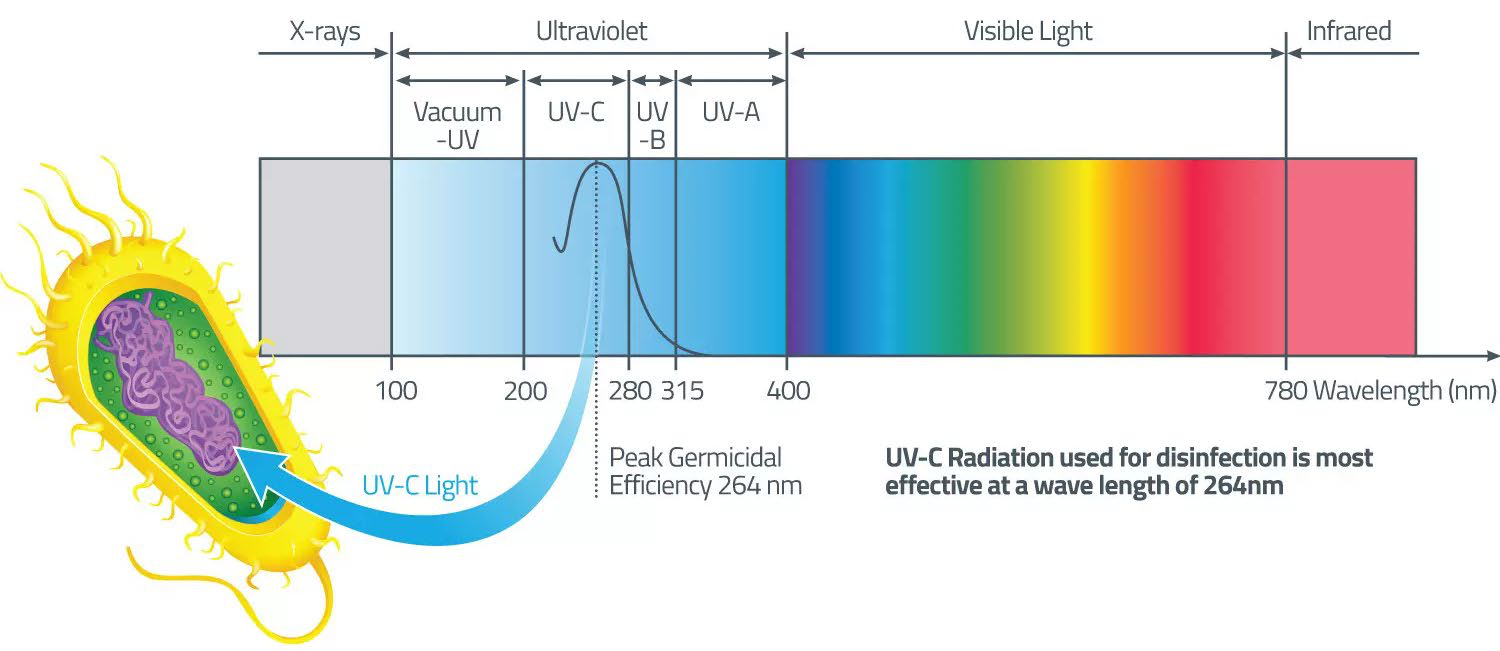 X-rays
Ultraviolet
Visible Light
Infrared
Vacuum
-UV
UV-C
UV
-B
UV-A
100
200
280
315
400
780
Wavelength (nm)
UV-C Light
Peak Germicidal
Efficiency 264 nm
UV-C Radiation used for disinfection is most
effective at a wave length of 264nm